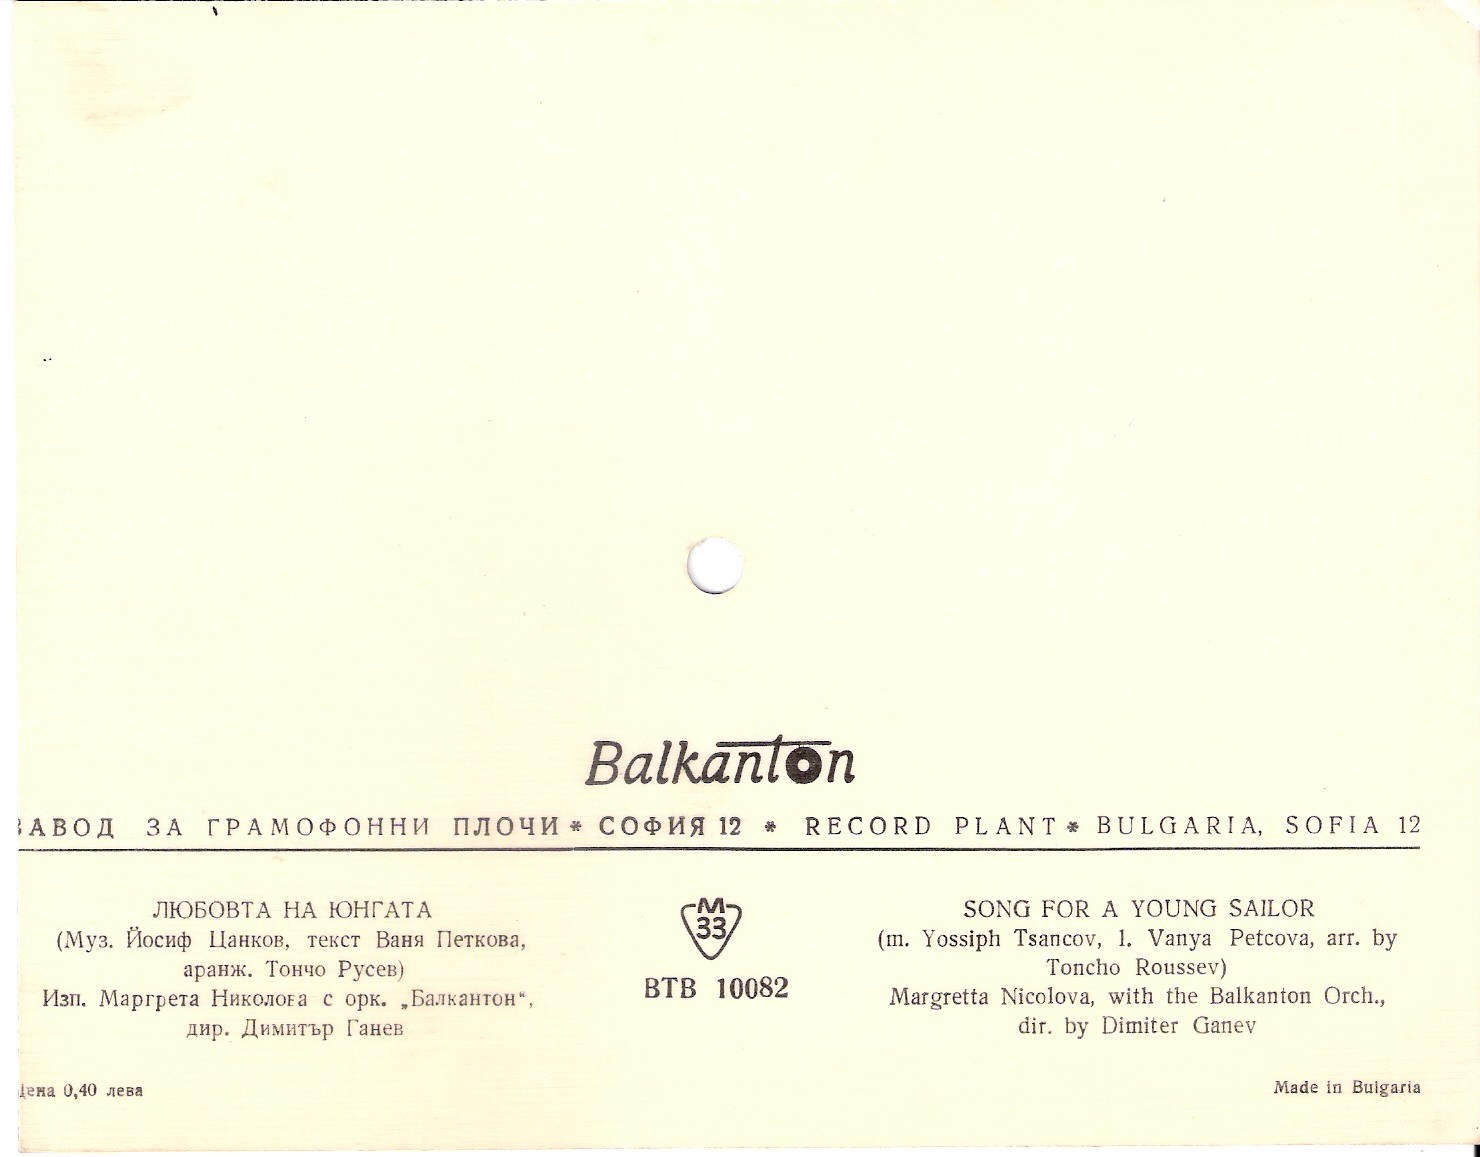 Balkanton
ЗАВОД ЗА ГРАМОФОННИ ПЛОЧИ * СОФИЯ 12 * RECORD PLANT * BULGARIA, SOFIA 12
ЛЮБОВТА НА ЮНГАТА
(Муз. Йосиф Цанков, текст Ваня Петкова,
аранж. Тончо Русев)
Изп. Маргрета Николова с орк. „Балкантон“,
дир. Димитър Ганев
Цена 0,40 лева
М
33
ВТВ 10082
SONG FOR A YOUNG SAILOR
(m. Yossiph Tsancov, l. Vanya Petcova, arr. by
Toncho Roussev)
Margretta Nicolova, with the Balkanton Orch.,
dir. by Dimiter Ganev
Made in Bulgaria